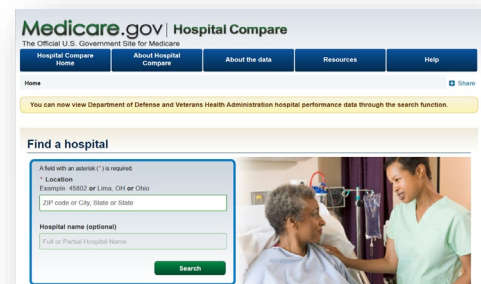 Medicare.gov | Hospital Compare
The Official U.S. Government Site for Medicare
Hospital Compare Home
About Hospital Compare
About the data
Resources
Help
Home
Share
You can now view Department of Defense and Veterans Health Administration hospital performance data through the search function.
Find a hospital
A field with an asterisk (*) is required.
* Location
Example: 45802 or Lima, OH or Ohio
ZIP code or City, State or State
Hospital name (optional)
Full or Partial Hospital Name
Search